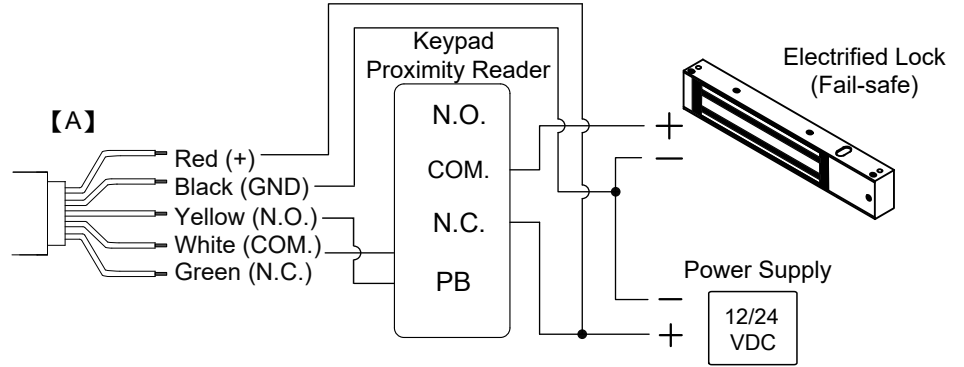 Keypad
Proximity Reader
Electrified Lock
(Fail-safe)
【A】
Red (+)
Black (GND)
Yellow (N.O.)
White (COM.)
Green (N.C.)
N.O.
COM.
N.C.
PB
+
−
Power Supply
−
+
12/24
VDC